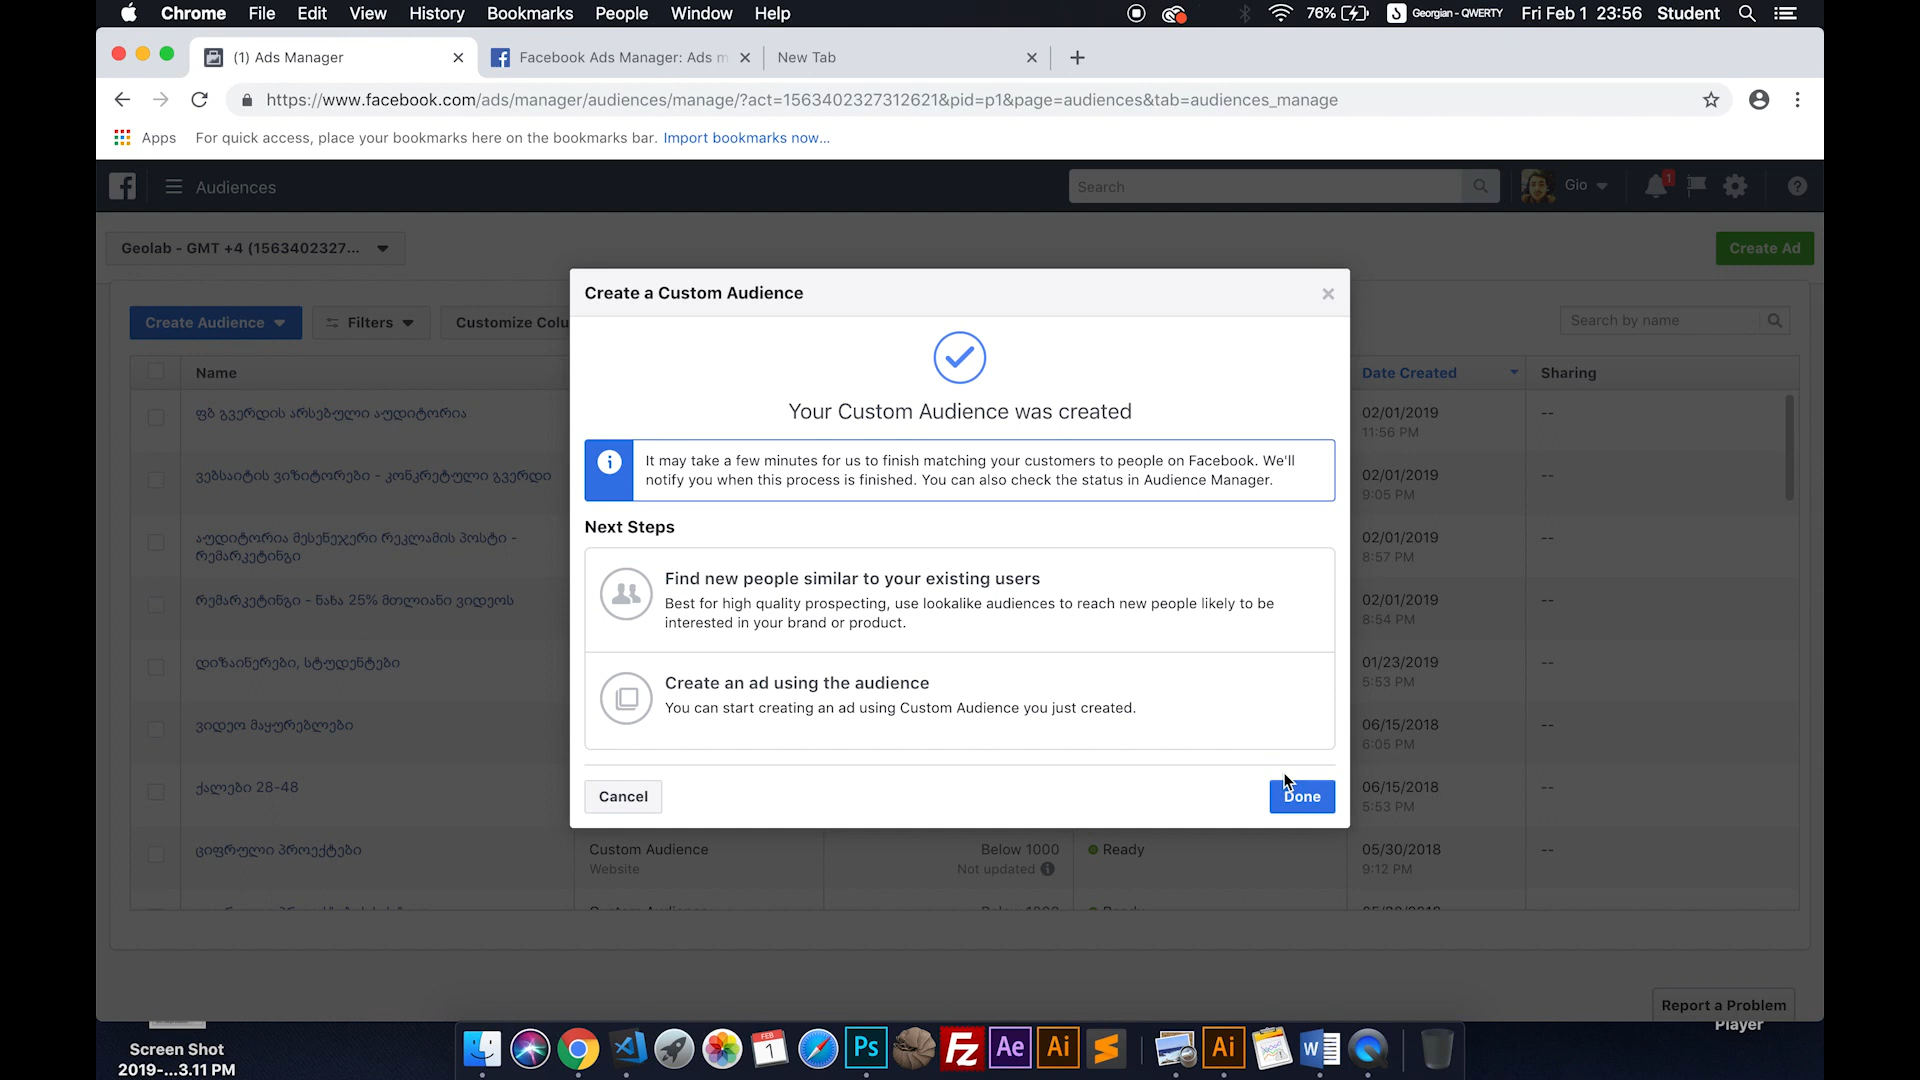 Chrome File Edit View History Bookmarks People Window Help 76% Georgian - QWERTY Fri Feb 1 23:56 Student
(1) Ads Manager Facebook Ads Manager: Ads m New Tab
https://www.facebook.com/ads/manager/audiences/manage/?act=1563402327312621&pid=p1&page=audiences&tab=audiences_manage
Apps For quick access, place your bookmarks here on the bookmarks bar. Import bookmarks now...
Audiences Search Gio 1
Geolab - GMT +4 (1563402327... Create Ad
Create a Custom Audience
Create Audience Filters Customize Colu Search by name
Name Date Created Sharing
Your Custom Audience was created
ფბ გვერდის არსებული აუდიტორია 02/01/2019 --
11:56 PM
It may take a few minutes for us to finish matching your customers to people on Facebook. We'll
notify you when this process is finished. You can also check the status in Audience Manager.
ვებსაიტის ვიზიტორები - კონკრეტული გვერდი 02/01/2019 --
9:05 PM
Next Steps
აუდიტორია მესენეჯერი რეკლამის პოსტი - 02/01/2019 --
რემარკეტინგი 8:57 PM
Find new people similar to your existing users
Best for high quality prospecting, use lookalike audiences to reach new people likely to be
interested in your brand or product.
რემარკეტინგი - ნახა 25% მთლიანი ვიდეოს 02/01/2019 --
8:54 PM
დიზაინერები, სტუდენტები 01/23/2019 --
5:53 PM
Create an ad using the audience
You can start creating an ad using Custom Audience you just created.
ვიდეო მაყურებლები 06/15/2018 --
6:05 PM
ქალები 28-48 06/15/2018 --
5:53 PM
Cancel Done
ციფრული პროექტები Custom Audience Below 1000 Ready 05/30/2018 --
Website Not updated 9:12 PM
Report a Problem
Player
Screen Shot
2019-...3.11 PM
FEB
1 Ps Fz Ae Ai Ai W